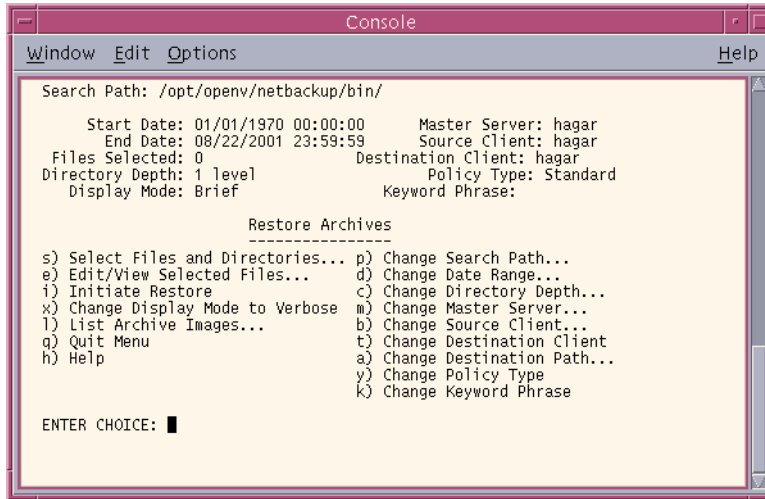 Console
Window Edit Options Help
Search Path: /opt/openv/netbackup/bin/
Start Date: 01/01/1970 00:00:00 Master Server: hagar
End Date: 08/22/2001 23:59:59 Source Client: hagar
Files Selected: 0 Destination Client: hagar
Directory Depth: 1 level Policy Type: Standard
Display Mode: Brief Keyword Phrase:
Restore Archives
----------------
s) Select Files and Directories... p) Change Search Path...
e) Edit/View Selected Files... d) Change Date Range...
i) Initiate Restore c) Change Directory Depth...
x) Change Display Mode to Verbose m) Change Master Server...
l) List Archive Images... b) Change Source Client...
q) Quit Menu t) Change Destination Client
h) Help a) Change Destination Path...
y) Change Policy Type
k) Change Keyword Phrase
ENTER CHOICE: